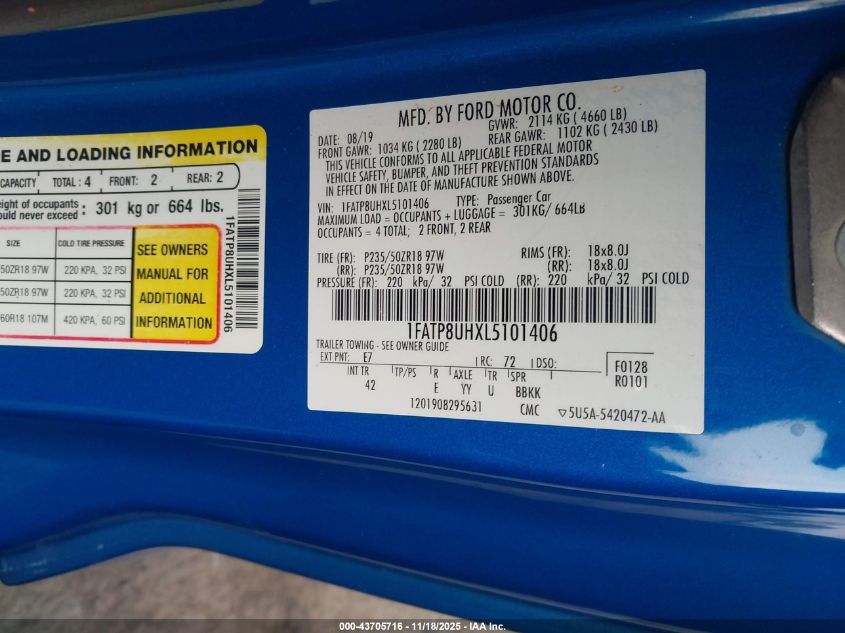 E AND LOADING INFORMATION
CAPACITY TOTAL: 4 FRONT: 2 REAR: 2
eight of occupants
ould never exceed : 301 kg or 664 lbs.
SIZE COLD TIRE PRESSURE
50ZR18 97W 220 KPA, 32 PSI
50ZR18 97W 220 KPA, 32 PSI
60R18 107M 420 KPA, 60 PSI
SEE OWNERS
MANUAL FOR
ADDITIONAL
INFORMATION
1FATP8UHXL5101406
MFD. BY FORD MOTOR CO.
DATE: 08/19 GVWR: 2114 KG ( 4660 LB)
FRONT GAWR: 1034 KG ( 2280 LB) REAR GAWR: 1102 KG ( 2430 LB)
THIS VEHICLE CONFORMS TO ALL APPLICABLE FEDERAL MOTOR
VEHICLE SAFETY, BUMPER, AND THEFT PREVENTION STANDARDS
IN EFFECT ON THE DATE OF MANUFACTURE SHOWN ABOVE.
VIN: 1FATP8UHXL5101406 TYPE: Passenger Car
MAXIMUM LOAD = OCCUPANTS + LUGGAGE = 301KG/ 664LB
OCCUPANTS = 4 TOTAL; 2 FRONT, 2 REAR
TIRE (FR): P235/50ZR18 97W RIMS (FR): 18x8.0J
(RR): P235/50ZR18 97W (RR): 18x8.0J
PRESSURE (FR): 220 kPa/ 32 PSI COLD (RR): 220 kPa/ 32 PSI COLD
1FATP8UHXL5101406
TRAILER TOWING - SEE OWNER GUIDE
EXT PNT: E7 RC: 72 DSO: F0128
INT TR TP/PS R AXLE TR SPR R0101
42 E YY U BBKK
1201908295631 CMC ▽5U5A-5420472-AA
000-43705716 - 11/18/2025 - IAA Inc.